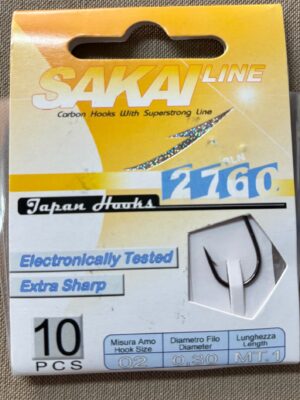 SAKAI LINE
Carbon Hooks With Superstrong Line
BLN
2760
Japan Hooks
Electronically Tested
Extra Sharp
10
PCS
Misura Amo
Hook Size
02
Diametro Filo
Diameter
0.30
Lunghezza
Length
MT.1